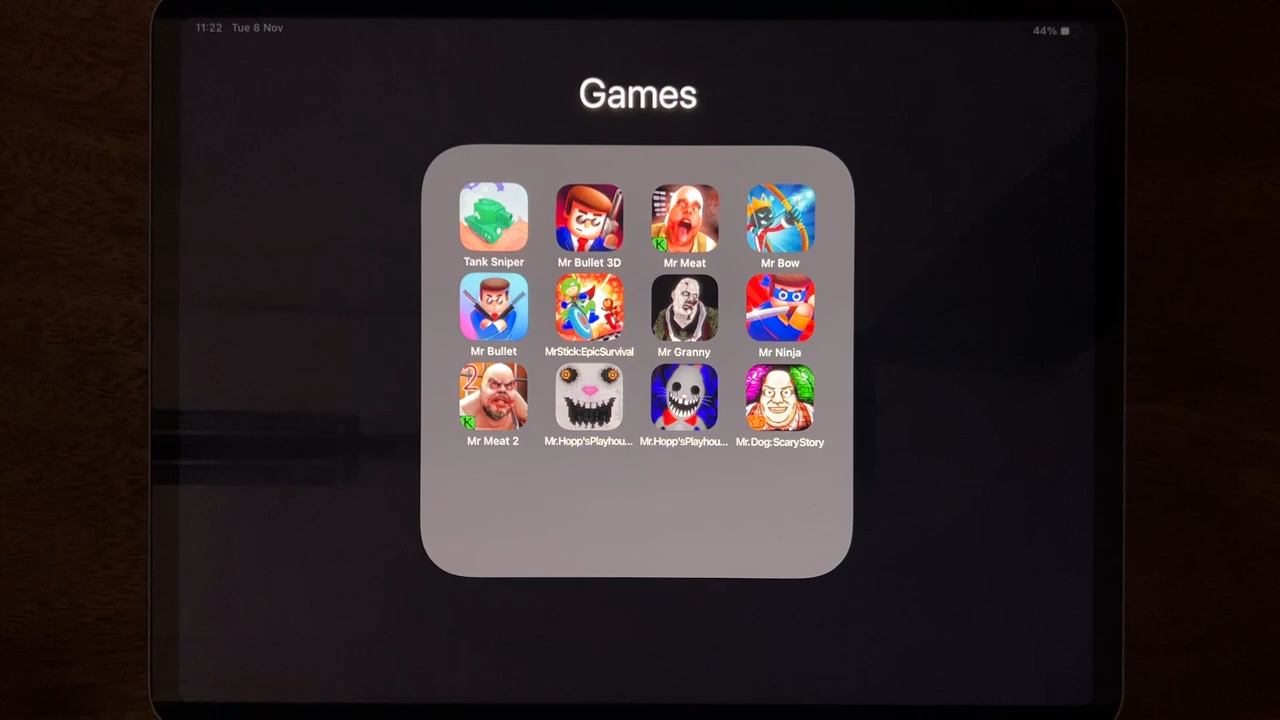 11:22 Tue 8 Nov
44%
Games
Tank Sniper
Mr Bullet 3D
Mr Meat
Mr Bow
Mr Bullet
MrStick:EpicSurvival
Mr Granny
Mr Ninja
2
K
K
Mr Meat 2
Mr.Hopp'sPlayhou...
Mr.Hopp'sPlayhou...
Mr.Dog:ScaryStory